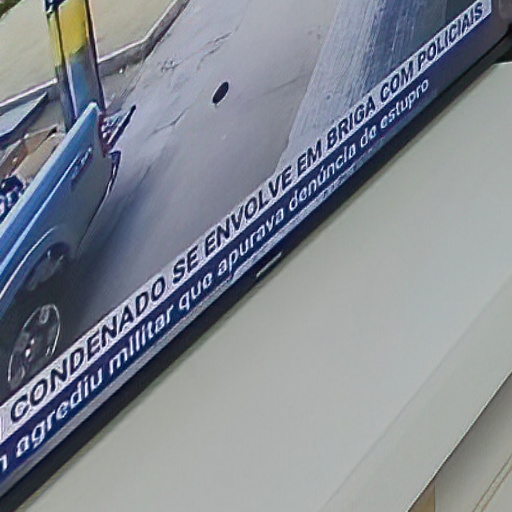 CONDENADO SE ENVOLVE EM BRIGA COM POLICIAIS
agrediu militar que apurava denúncia de estupro